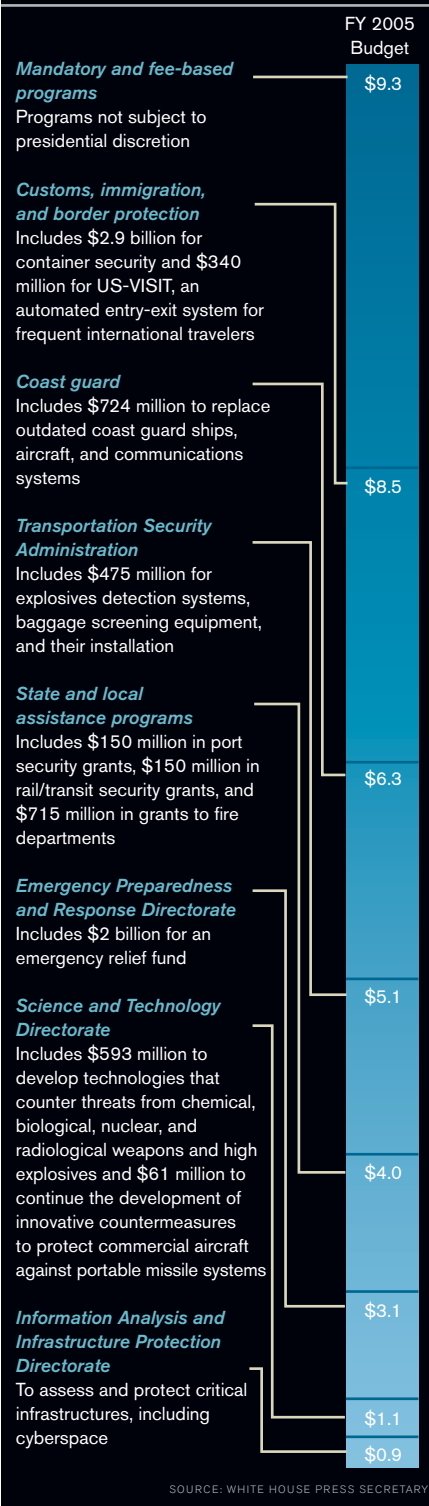 FY 2005
Budget
Mandatory and fee-based
programs
Programs not subject to
presidential discretion
$9.3
Customs, immigration,
and border protection
Includes $2.9 billion for
container security and $340
million for US-VISIT, an
automated entry-exit system for
frequent international travelers
$8.5
Coast guard
Includes $724 million to replace
outdated coast guard ships,
aircraft, and communications
systems
$6.3
Transportation Security
Administration
Includes $475 million for
explosives detection systems,
baggage screening equipment,
and their installation
$5.1
State and local
assistance programs
Includes $150 million in port
security grants, $150 million in
rail/transit security grants, and
$715 million in grants to fire
departments
$4.0
Emergency Preparedness
and Response Directorate
Includes $2 billion for an
emergency relief fund
$3.1
Science and Technology
Directorate
Includes $593 million to
develop technologies that
counter threats from chemical,
biological, nuclear, and
radiological weapons and high
explosives and $61 million to
continue the development of
innovative countermeasures
to protect commercial aircraft
against portable missile systems
$1.1
Information Analysis and
Infrastructure Protection
Directorate
To assess and protect critical
infrastructures, including
cyberspace
$0.9
SOURCE: WHITE HOUSE PRESS SECRETARY